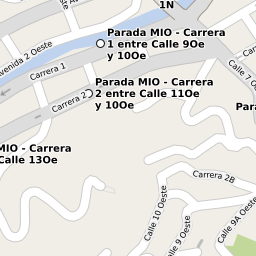 1N
Parada MIO - Carrera
1 entre Calle 9Oe
y 10Oe
2 Oeste
Carrera 1
Calle 7
Parada MIO - Carrera
2 entre Calle 11Oe
y 10Oe
Carrera 2
Para
MIO - Carrera
Calle 13Oe
Carrera 2B
Calle 10 Oeste
Calle 9 Oeste
Calle 9A Oeste